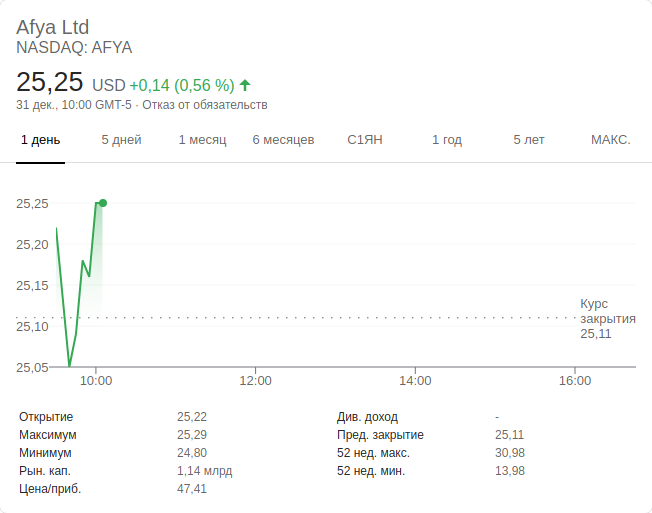 Afya Ltd
NASDAQ: AFYA
25,25 USD +0,14 (0,56 %)
31 дек., 10:00 GMT-5 · Отказ от обязательств
1 день 5 дней 1 месяц 6 месяцев С1ЯН 1 год 5 лет МАКС.
25,25
25,20
25,15
25,10
25,05
Курс
закрытия
25,11
10:00 12:00 14:00 16:00
Открытие 25,22 Див. доход -
Максимум 25,29 Пред. закрытие 25,11
Минимум 24,80 52 нед. макс. 30,98
Рын. кап. 1,14 млрд 52 нед. мин. 13,98
Цена/приб. 47,41